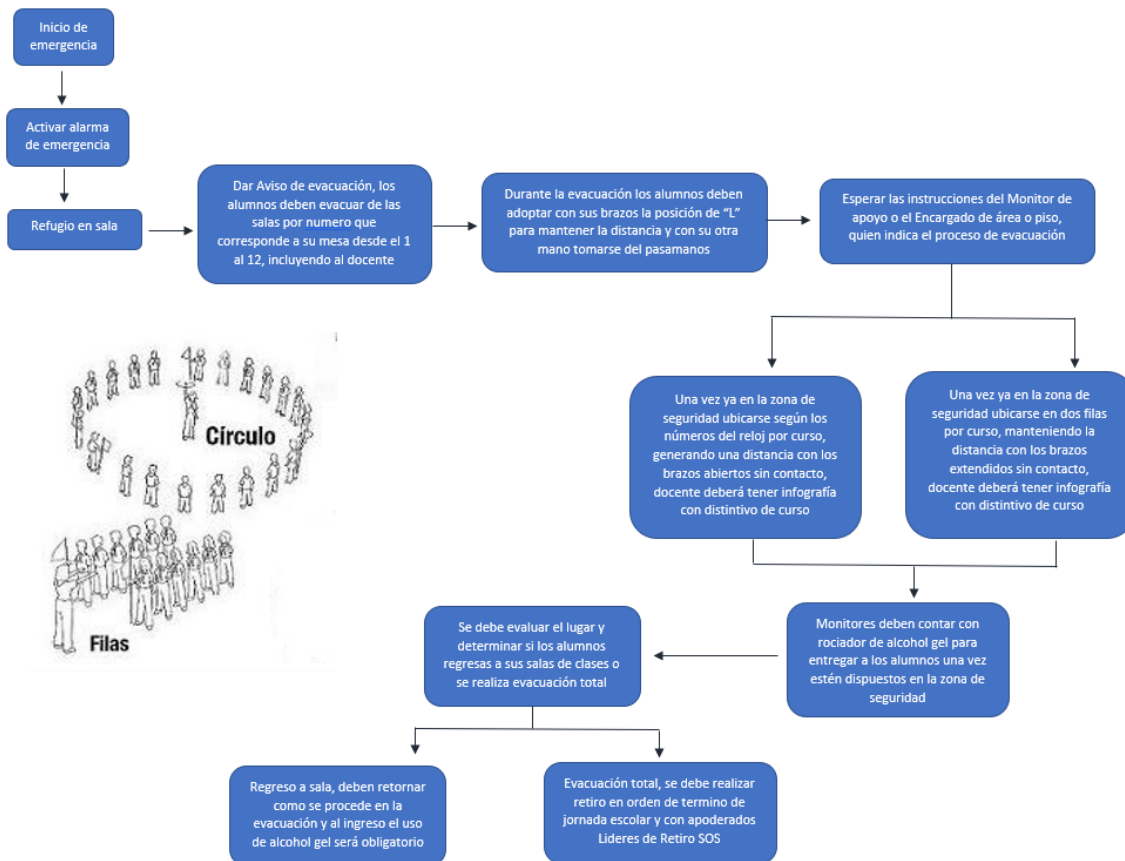 Inicio de
emergencia
Activar alarma
de emergencia
Refugio en sala
Dar Aviso de evacuación, los
alumnos deben evacuar de las
salas por numero que
corresponde a su mesa desde el 1
al 12, incluyendo al docente
Durante la evacuación los alumnos deben
adoptar con sus brazos la posición de “L”
para mantener la distancia y con su otra
mano tomarse del pasamanos
Esperar las instrucciones del Monitor de
apoyo o el Encargado de área o piso,
quien indica el proceso de evacuación
Una vez ya en la zona de
seguridad ubicarse según los
números del reloj por curso,
generando una distancia con los
brazos abiertos sin contacto,
docente deberá tener infografía
con distintivo de curso
Una vez ya en la zona de
seguridad ubicarse en dos filas
por curso, manteniendo la
distancia con los brazos
extendidos sin contacto,
docente deberá tener infografía
con distintivo de curso
Círculo
Filas
Monitores deben contar con
rociador de alcohol gel para
entregar a los alumnos una vez
estén dispuestos en la zona de
seguridad
Se debe evaluar el lugar y
determinar si los alumnos
regresas a sus salas de clases o
se realiza evacuación total
Regreso a sala, deben retornar
como se procede en la
evacuación y al ingreso el uso
de alcohol gel será obligatorio
Evacuación total, se debe realizar
retiro en orden de termino de
jornada escolar y con apoderados
Lideres de Retiro SOS